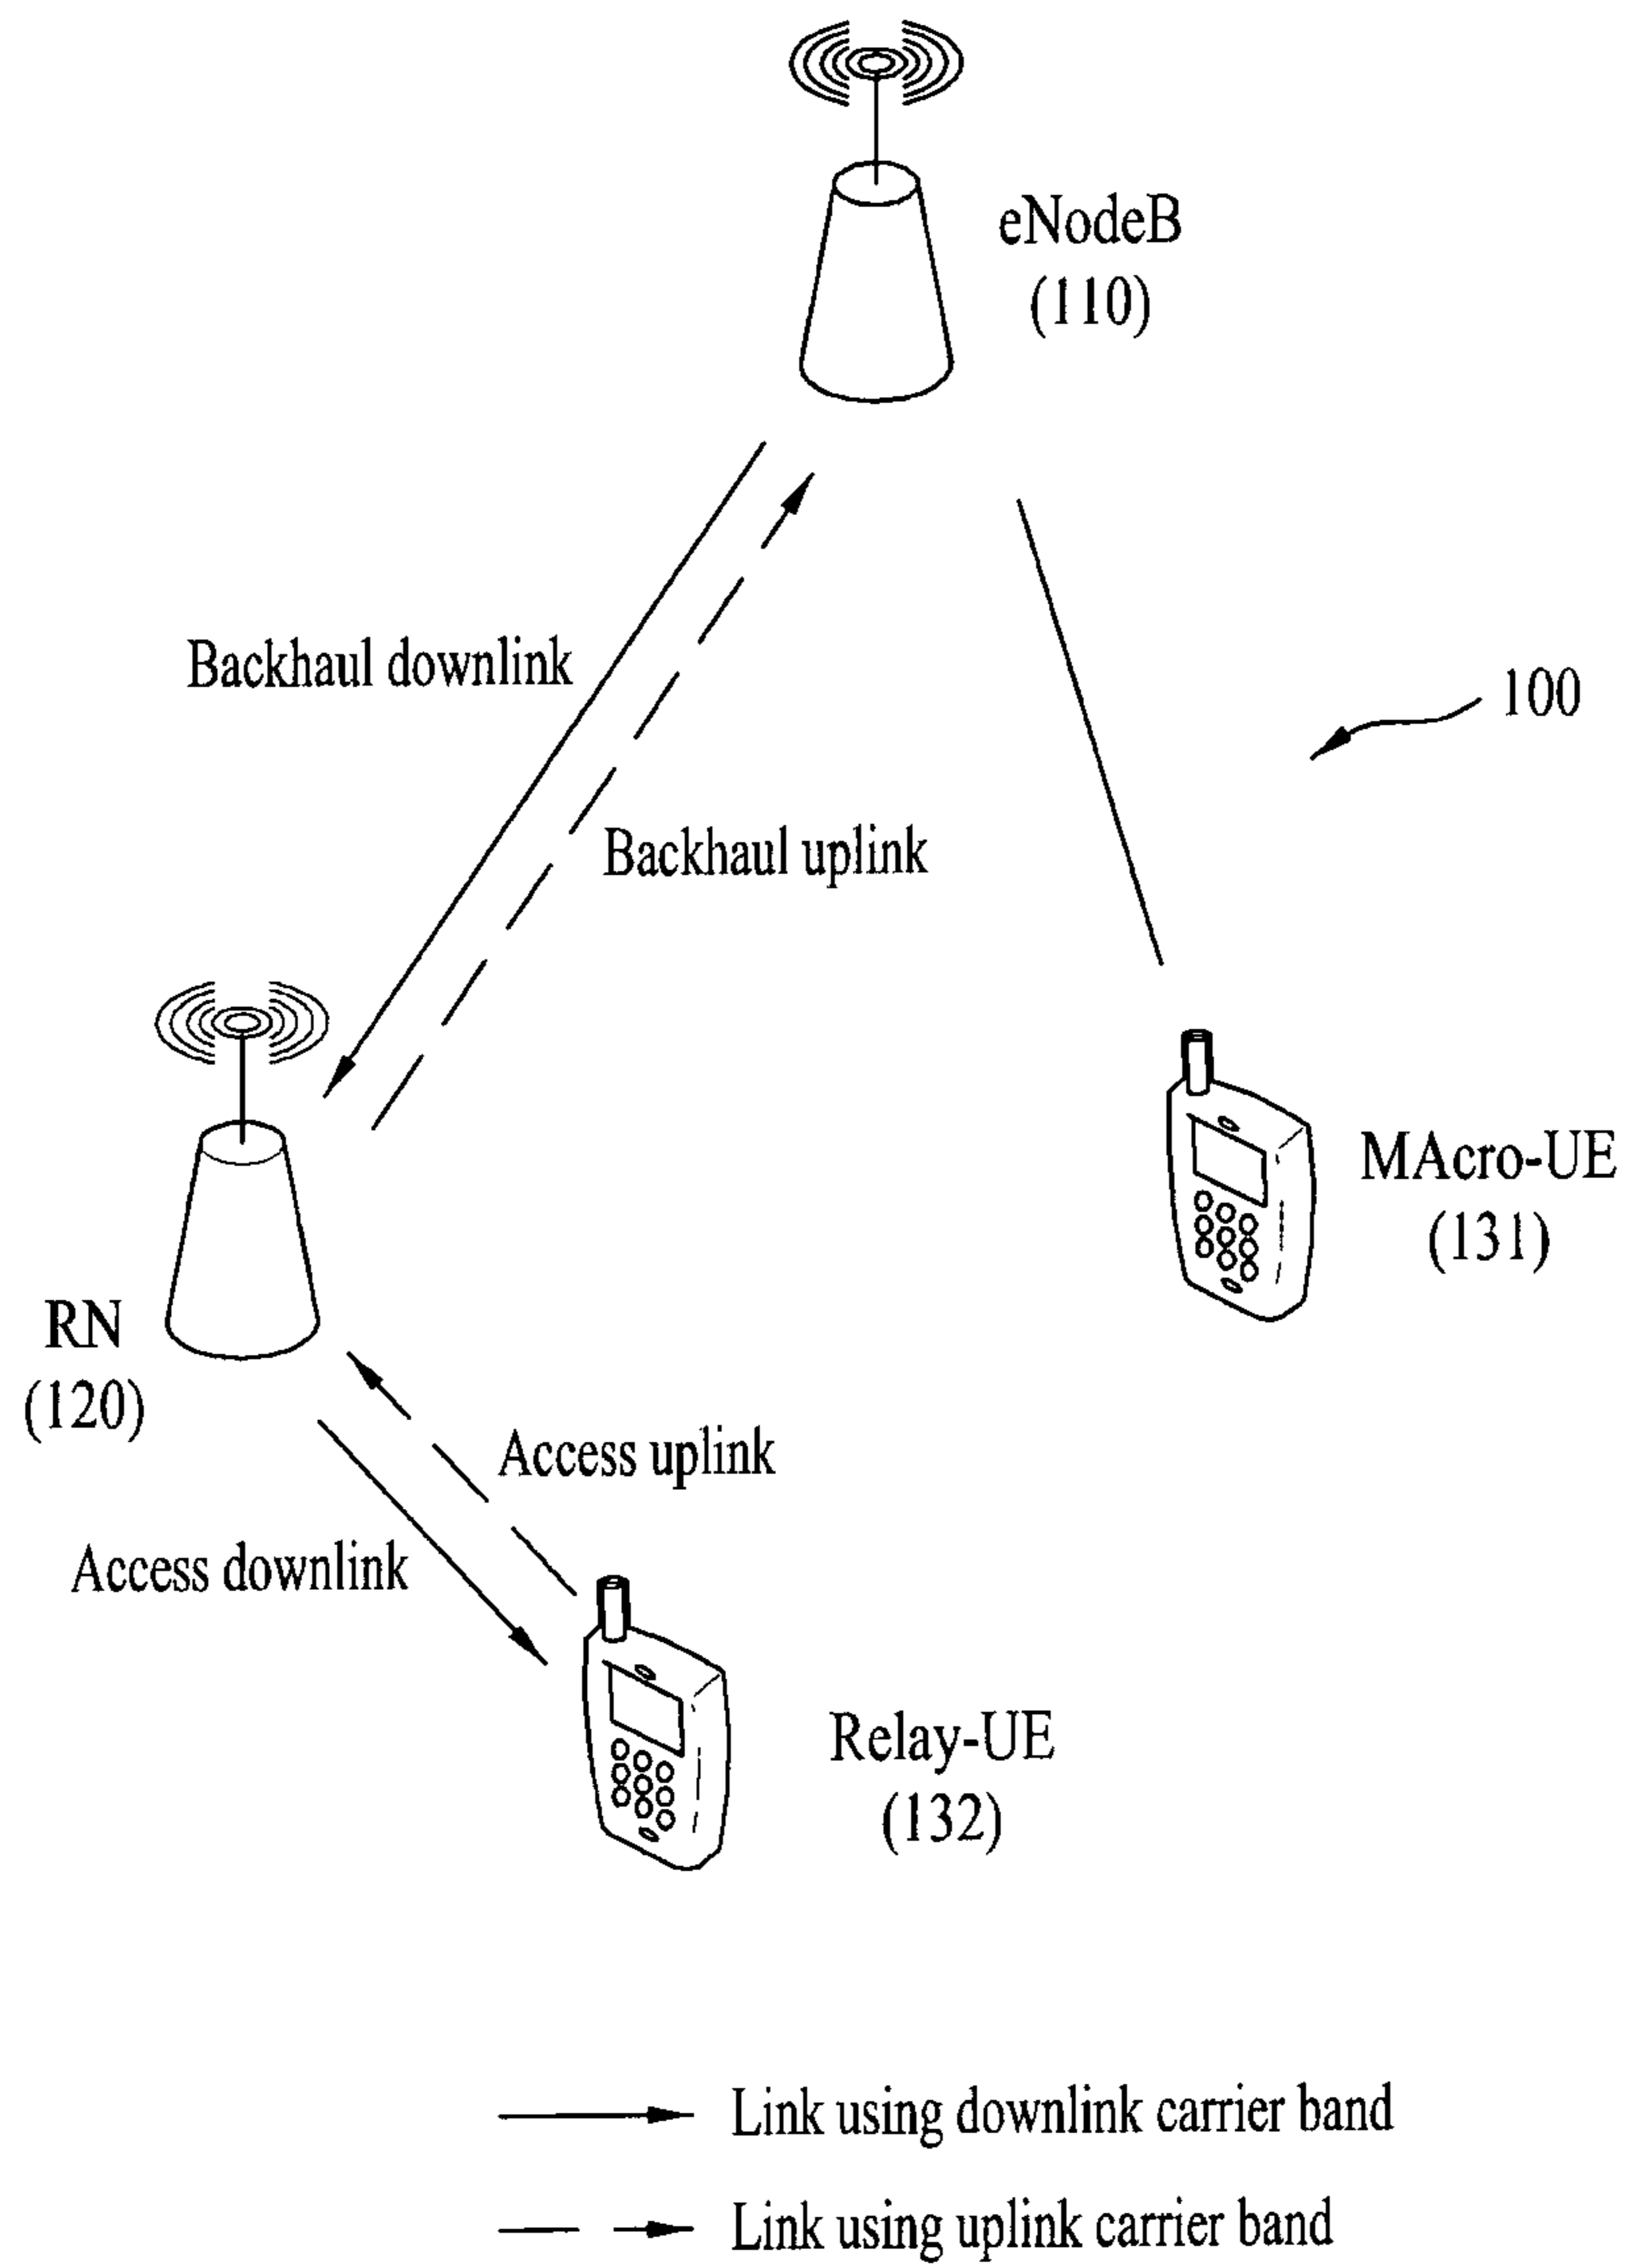 eNodeB
(110)
Backhaul downlink
100
Backhaul uplink
MAcro-UE
(131)
RN
(120)
Access uplink
Access downlink
Relay-UE
(132)
Link using downlink carrier band
Link using uplink carrier band